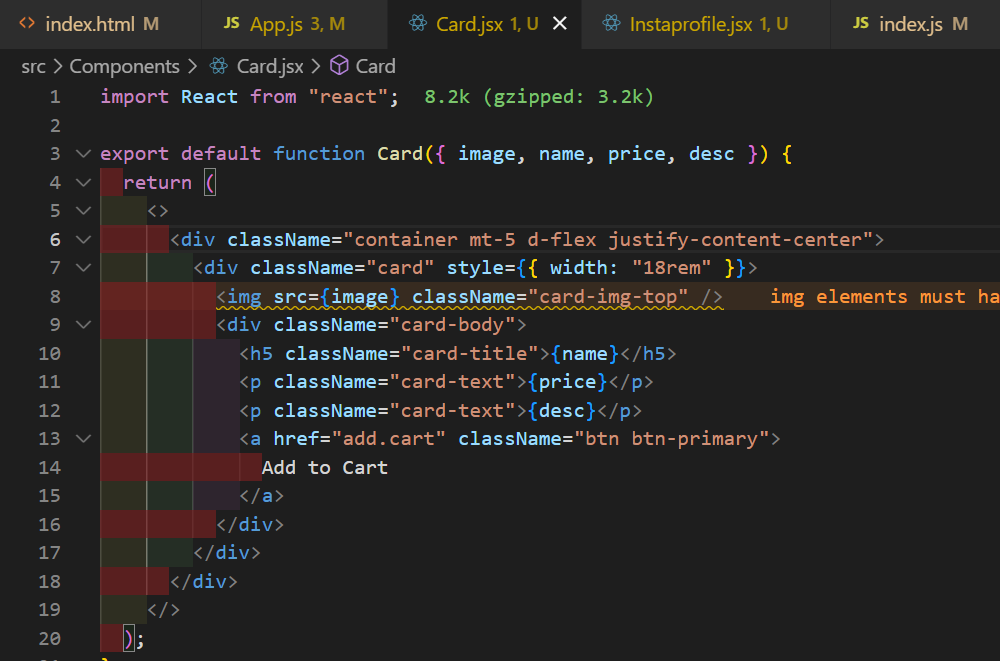 index.html M
JS App.js 3, M
Card.jsx 1, U
Instaprofile.jsx 1, U
JS index.js M
src > Components > Card.jsx > Card
1 import React from "react"; 8.2k (gzipped: 3.2k)
2
3 export default function Card({ image, name, price, desc }) {
4 return (
5 <>
6 <div className="container mt-5 d-flex justify-content-center">
7 <div className="card" style={{ width: "18rem" }}>
8 <img src={image} className="card-img-top" /> img elements must ha
9 <div className="card-body">
10 <h5 className="card-title">{name}</h5>
11 <p className="card-text">{price}</p>
12 <p className="card-text">{desc}</p>
13 <a href="add.cart" className="btn btn-primary">
14 Add to Cart
15 </a>
16 </div>
17 </div>
18 </div>
19 </>
20 );